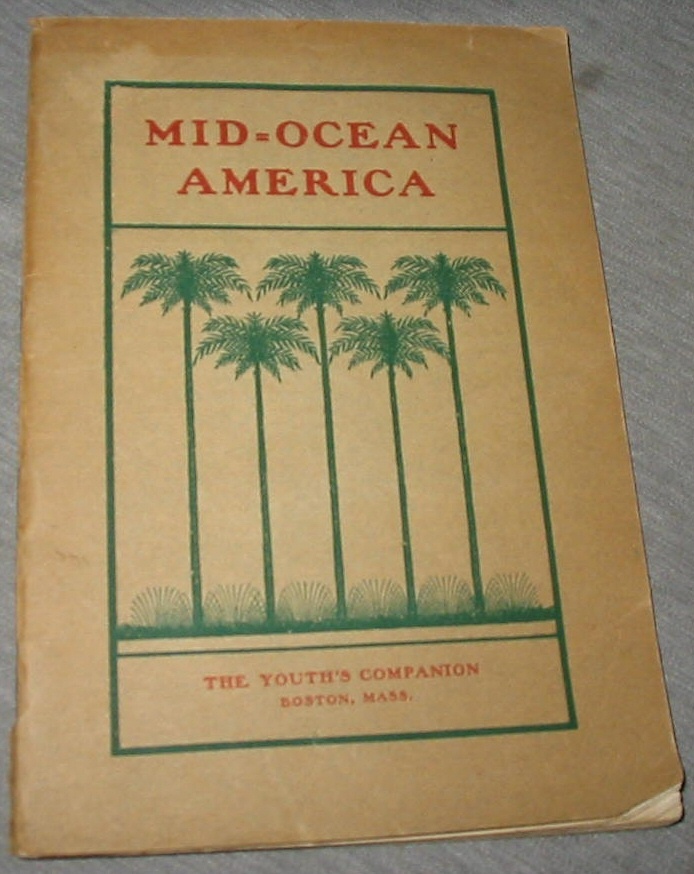 MID=OCEAN
AMERICA
THE YOUTH'S COMPANION
BOSTON, MASS.